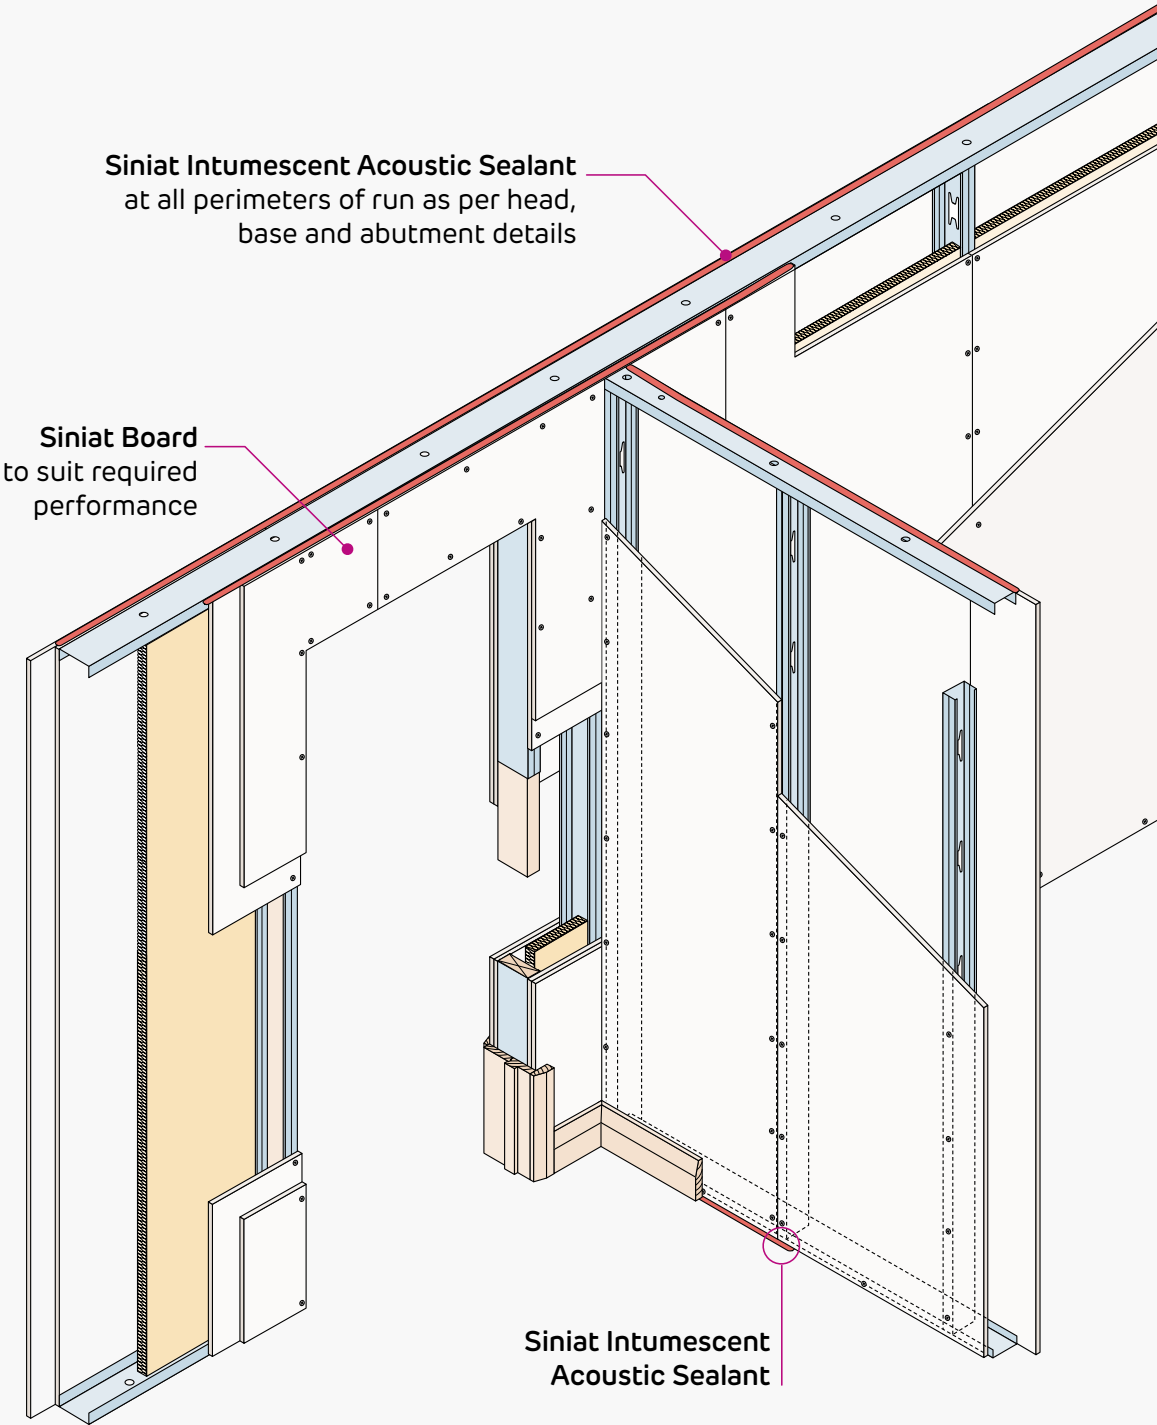 Siniat Intumescent Acoustic Sealant
at all perimeters of run as per head,
base and abutment details
Siniat Board
to suit required
performance
Siniat Intumescent
Acoustic Sealant